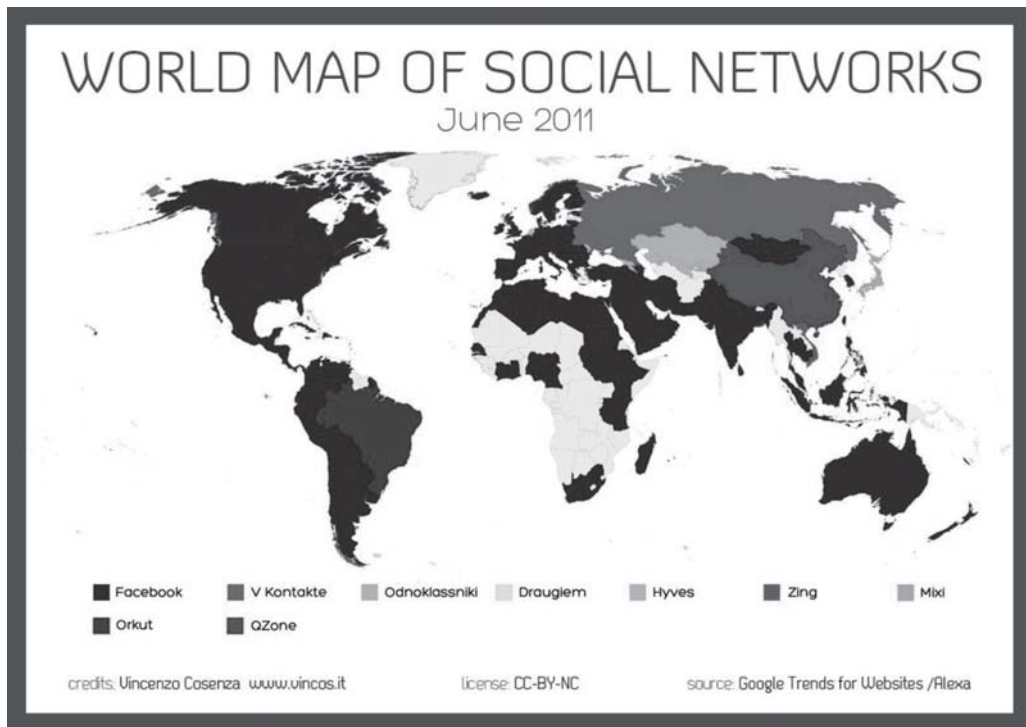 WORLD MAP OF SOCIAL NETWORKS
June 2011
Facebook V Kontakte Odnoklassniki Draugiem Hyves Zing Mixi
Orkut QZone
credits: Vincenzo Cosenza www.vincos.it license: CC-BY-NC source: Google Trends for Websites /Alexa